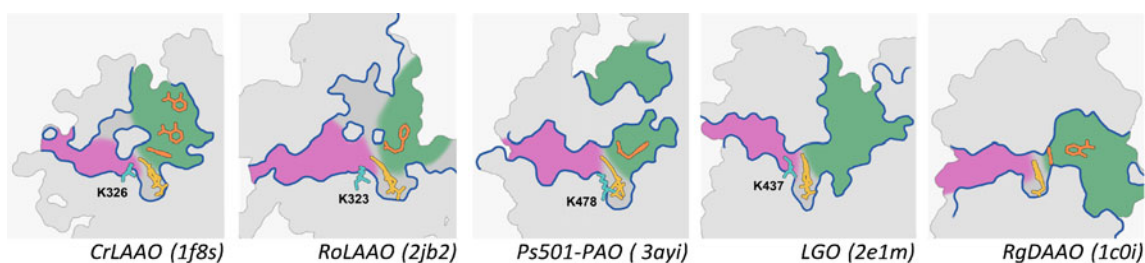 K326
CrLAAO (1f8s)
K323
RoLAAO (2jb2)
K478
Ps501-PAO ( 3ayi)
K437
LGO (2e1m)
RgDAAO (1c0i)